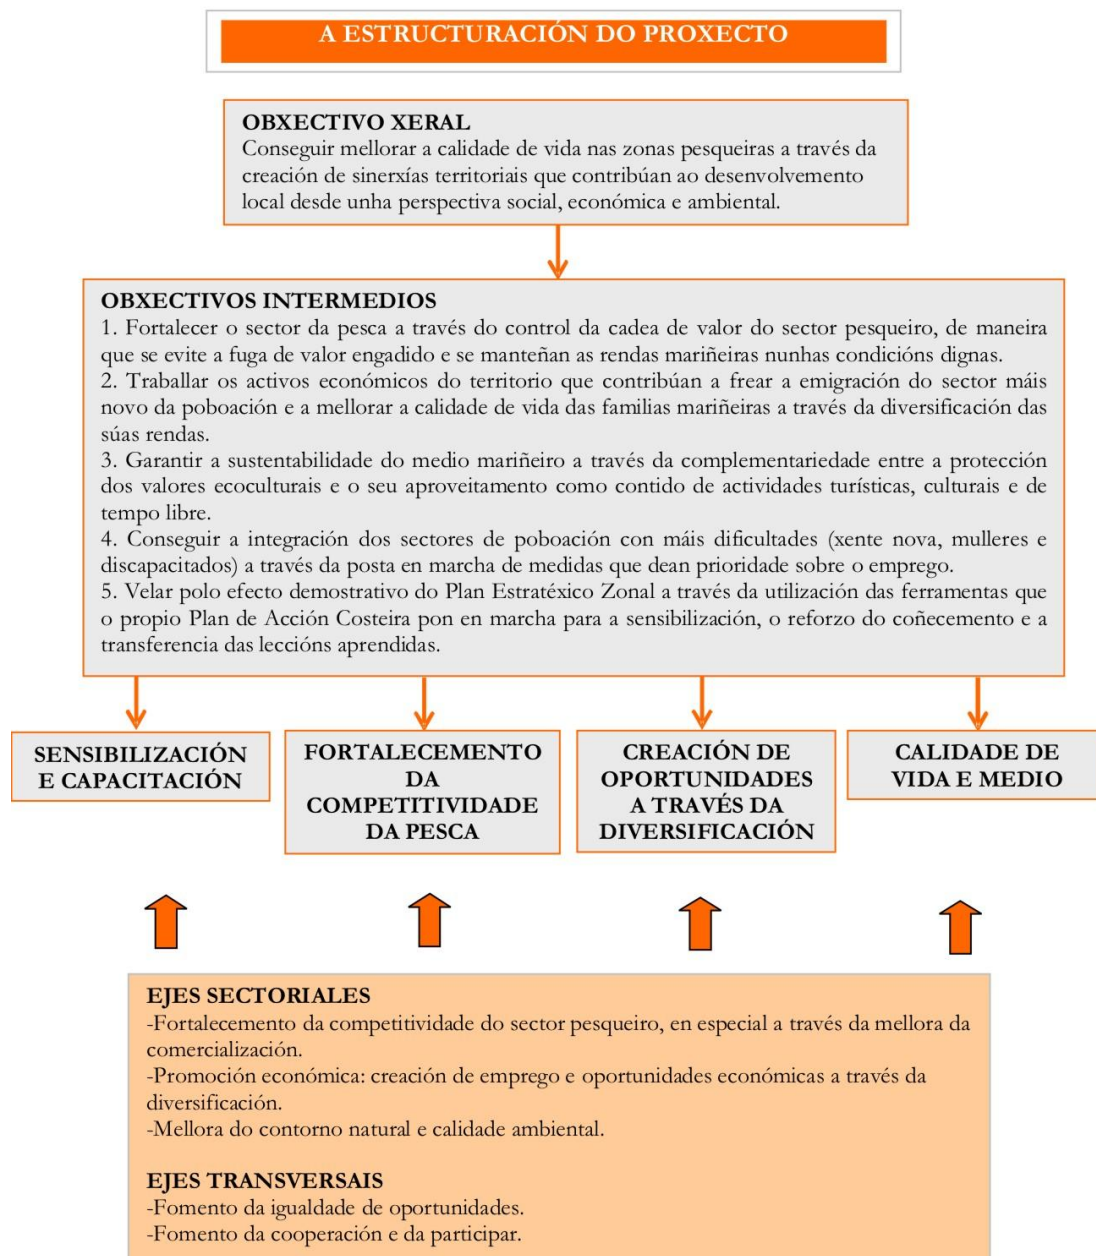 A ESTRUCTURACIÓN DO PROXECTO
OBXECTIVO XERAL
Conseguir mellorar a calidade de vida nas zonas pesqueiras a través da
creación de sinerxías territoriais que contribúan ao desenvolvemento
local desde unha perspectiva social, económica e ambiental.
OBXECTIVOS INTERMEDIOS
1. Fortalecer o sector da pesca a través do control da cadea de valor do sector pesqueiro, de maneira
que se evite a fuga de valor engadido e se manteñan as rendas mariñeiras nunhas condicións dignas.
2. Traballar os activos económicos do territorio que contribúan a frear a emigración do sector máis
novo da poboación e a mellorar a calidade de vida das familias mariñeiras a través da diversificación das
súas rendas.
3. Garantir a sustentabilidade do medio mariñeiro a través da complementariedade entre a protección
dos valores ecoculturais e o seu aproveitamento como contido de actividades turísticas, culturais e de
tempo libre.
4. Conseguir a integración dos sectores de poboación con máis dificultades (xente nova, mulleres e
discapacitados) a través da posta en marcha de medidas que dean prioridade sobre o emprego.
5. Velar polo efecto demostrativo do Plan Estratéxico Zonal a través da utilización das ferramentas que
o propio Plan de Acción Costeira pon en marcha para a sensibilización, o reforzo do coñecemento e a
transferencia das leccións aprendidas.
SENSIBILIZACIÓN
E CAPACITACIÓN
FORTALECEMENTO
DA
COMPETITIVIDADE
DA PESCA
CREACIÓN DE
OPORTUNIDADES
A TRAVÉS DA
DIVERSIFICACIÓN
CALIDADE DE
VIDA E MEDIO
EJES SECTORIALES
-Fortalecemento da competitividade do sector pesqueiro, en especial a través da mellora da
comercialización.
-Promoción económica: creación de emprego e oportunidades económicas a través da
diversificación.
-Mellora do contorno natural e calidade ambiental.
EJES TRANSVERSAIS
-Fomento da igualdade de oportunidades.
-Fomento da cooperación e da participar.